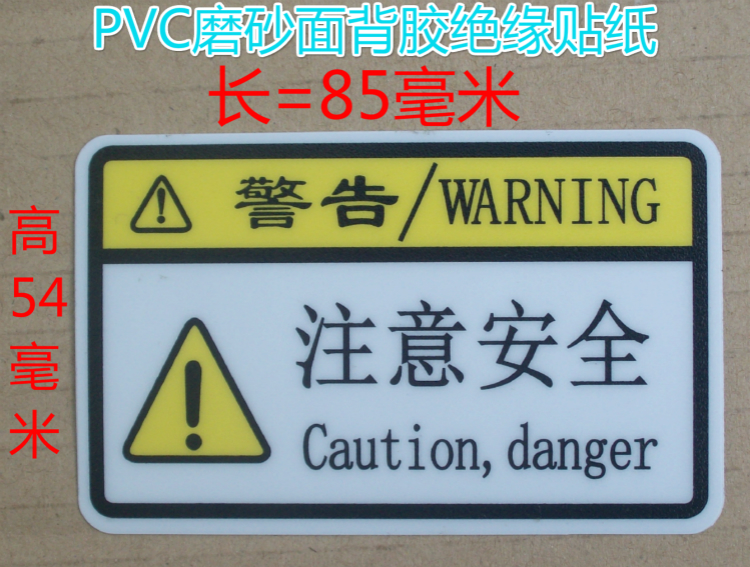 PVC磨砂面背胶绝缘贴纸
长=85毫米
高
54
毫
米
警告/WARNING
注意安全
Caution,danger